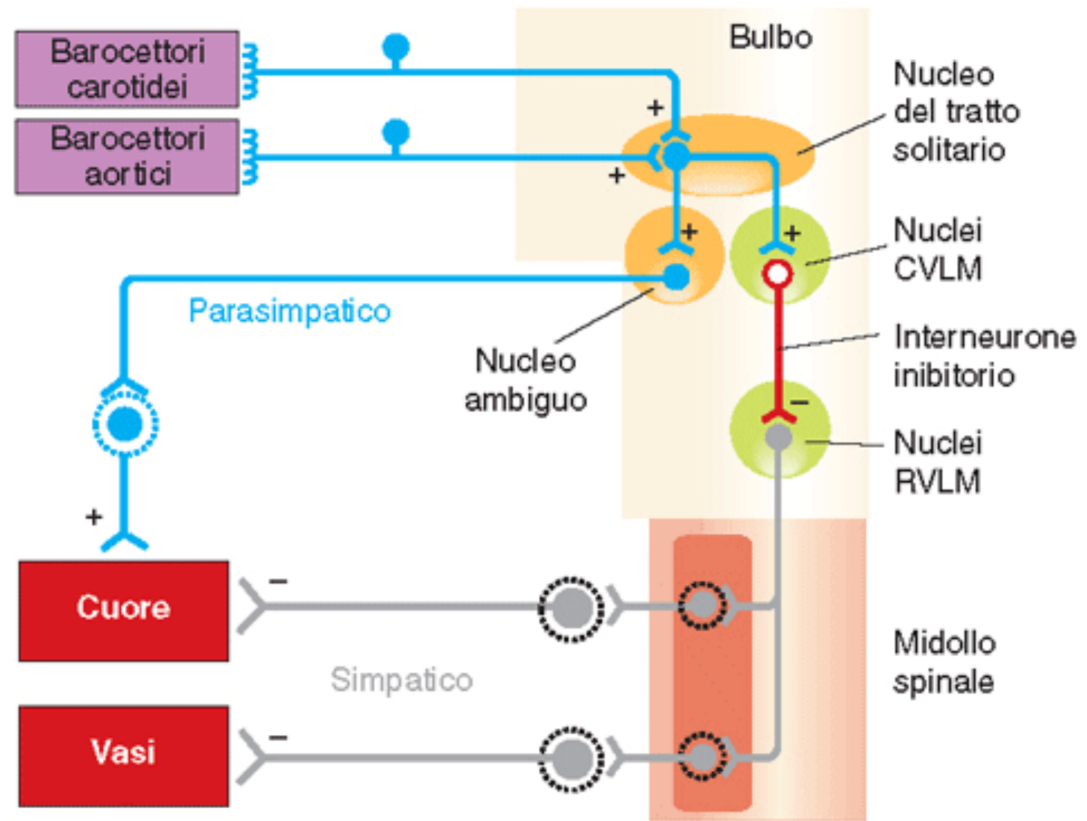 Barocettori
carotidei
Barocettori
aortici
Bulbo
Nucleo
del tratto
solitario
+
+
+
+
Nuclei
CVLM
Parasimpatico
Nucleo
ambiguo
Interneurone
inibitorio
–
Nuclei
RVLM
+
Cuore
–
Simpatico
Midollo
spinale
Vasi
–